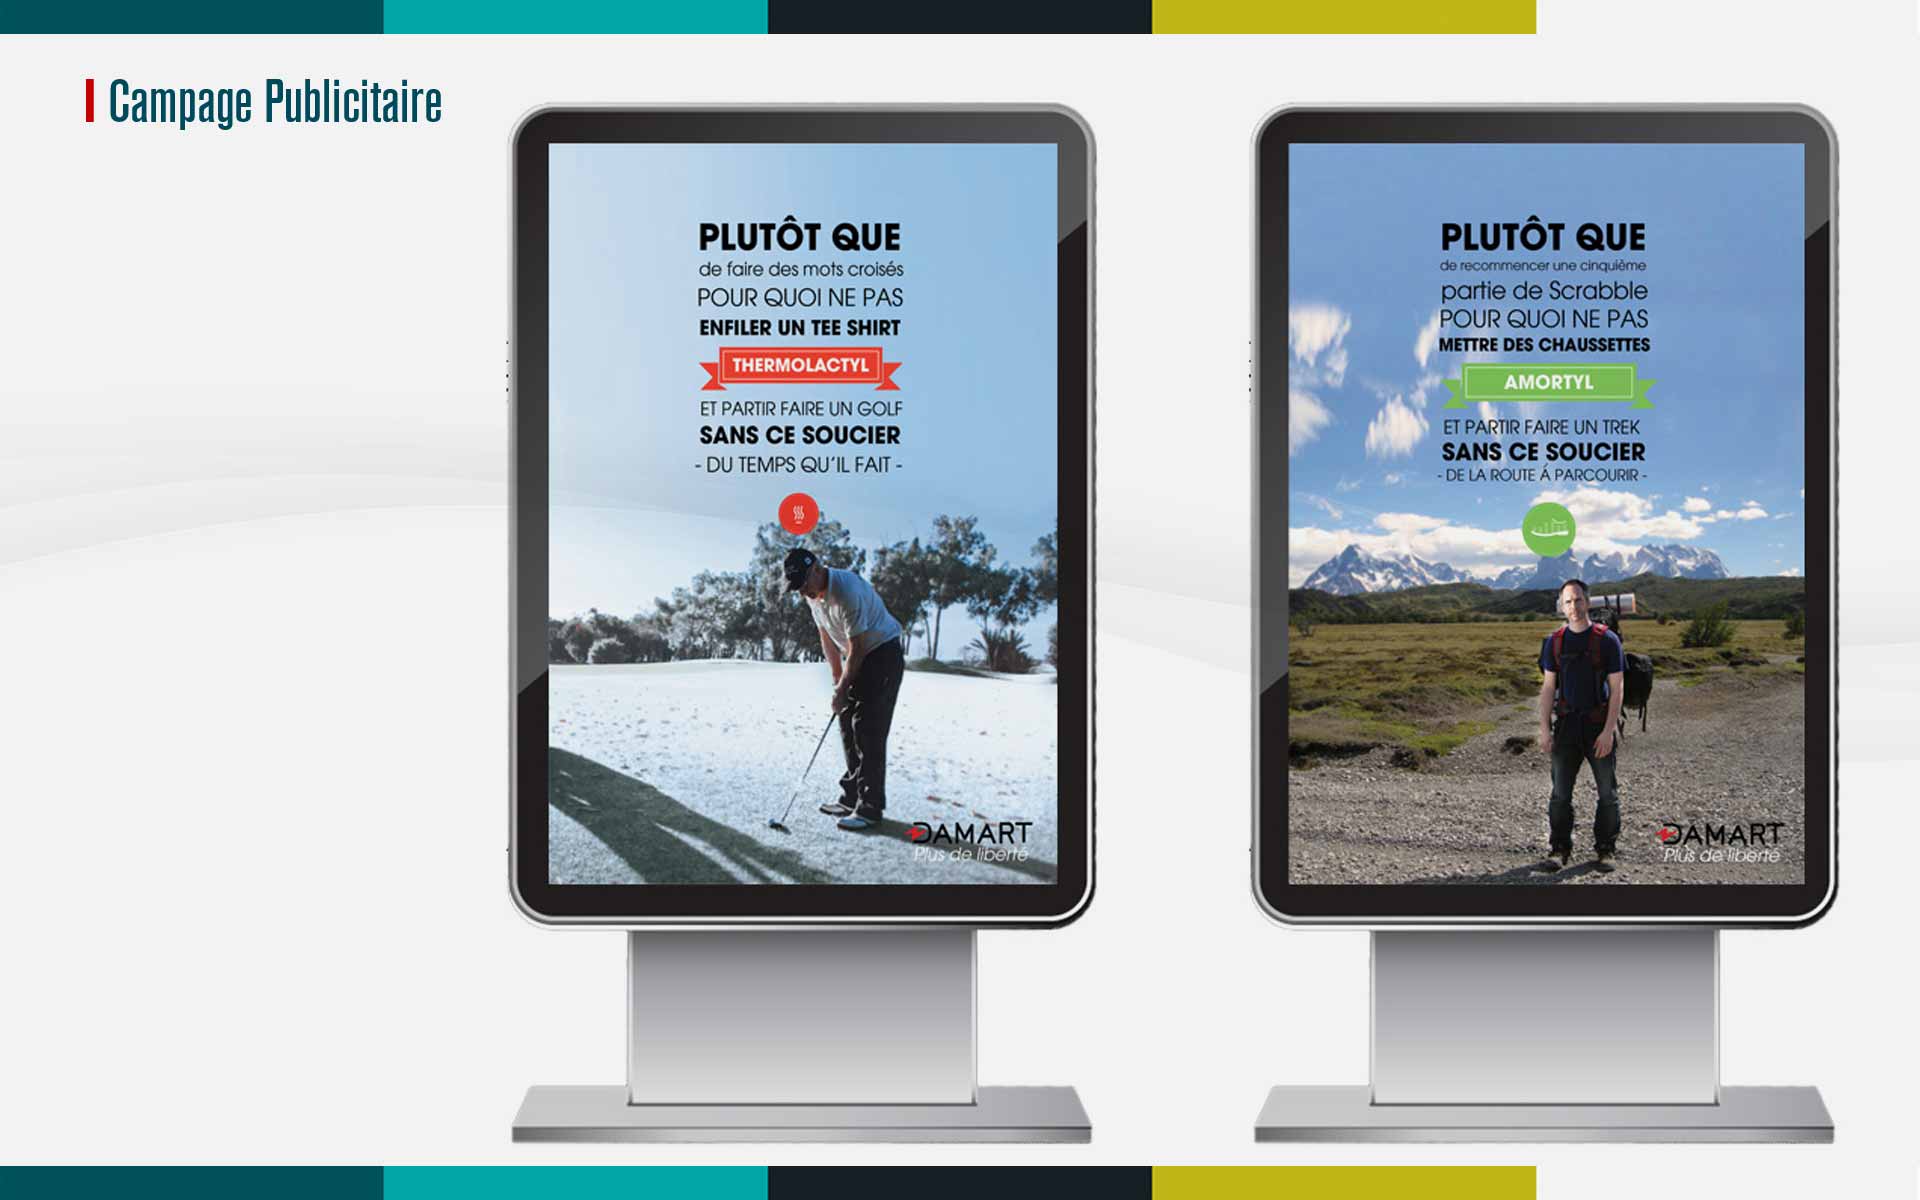 Campage Publicitaire
PLUTÔT QUE
de faire des mots croisés
POUR QUOI NE PAS
ENFILER UN TEE SHIRT
THERMOLACTYL
ET PARTIR FAIRE UN GOLF
SANS CE SOUCIER
- DU TEMPS QU'IL FAIT -
DAMART
Plus de liberté
PLUTÔT QUE
de recommencer une cinquième
partie de Scrabble
POUR QUOI NE PAS
METTRE DES CHAUSSETTES
AMORTYL
ET PARTIR FAIRE UN TREK
SANS CE SOUCIER
- DE LA ROUTE Á PARCOURIR -
DAMART
Plus de liberté